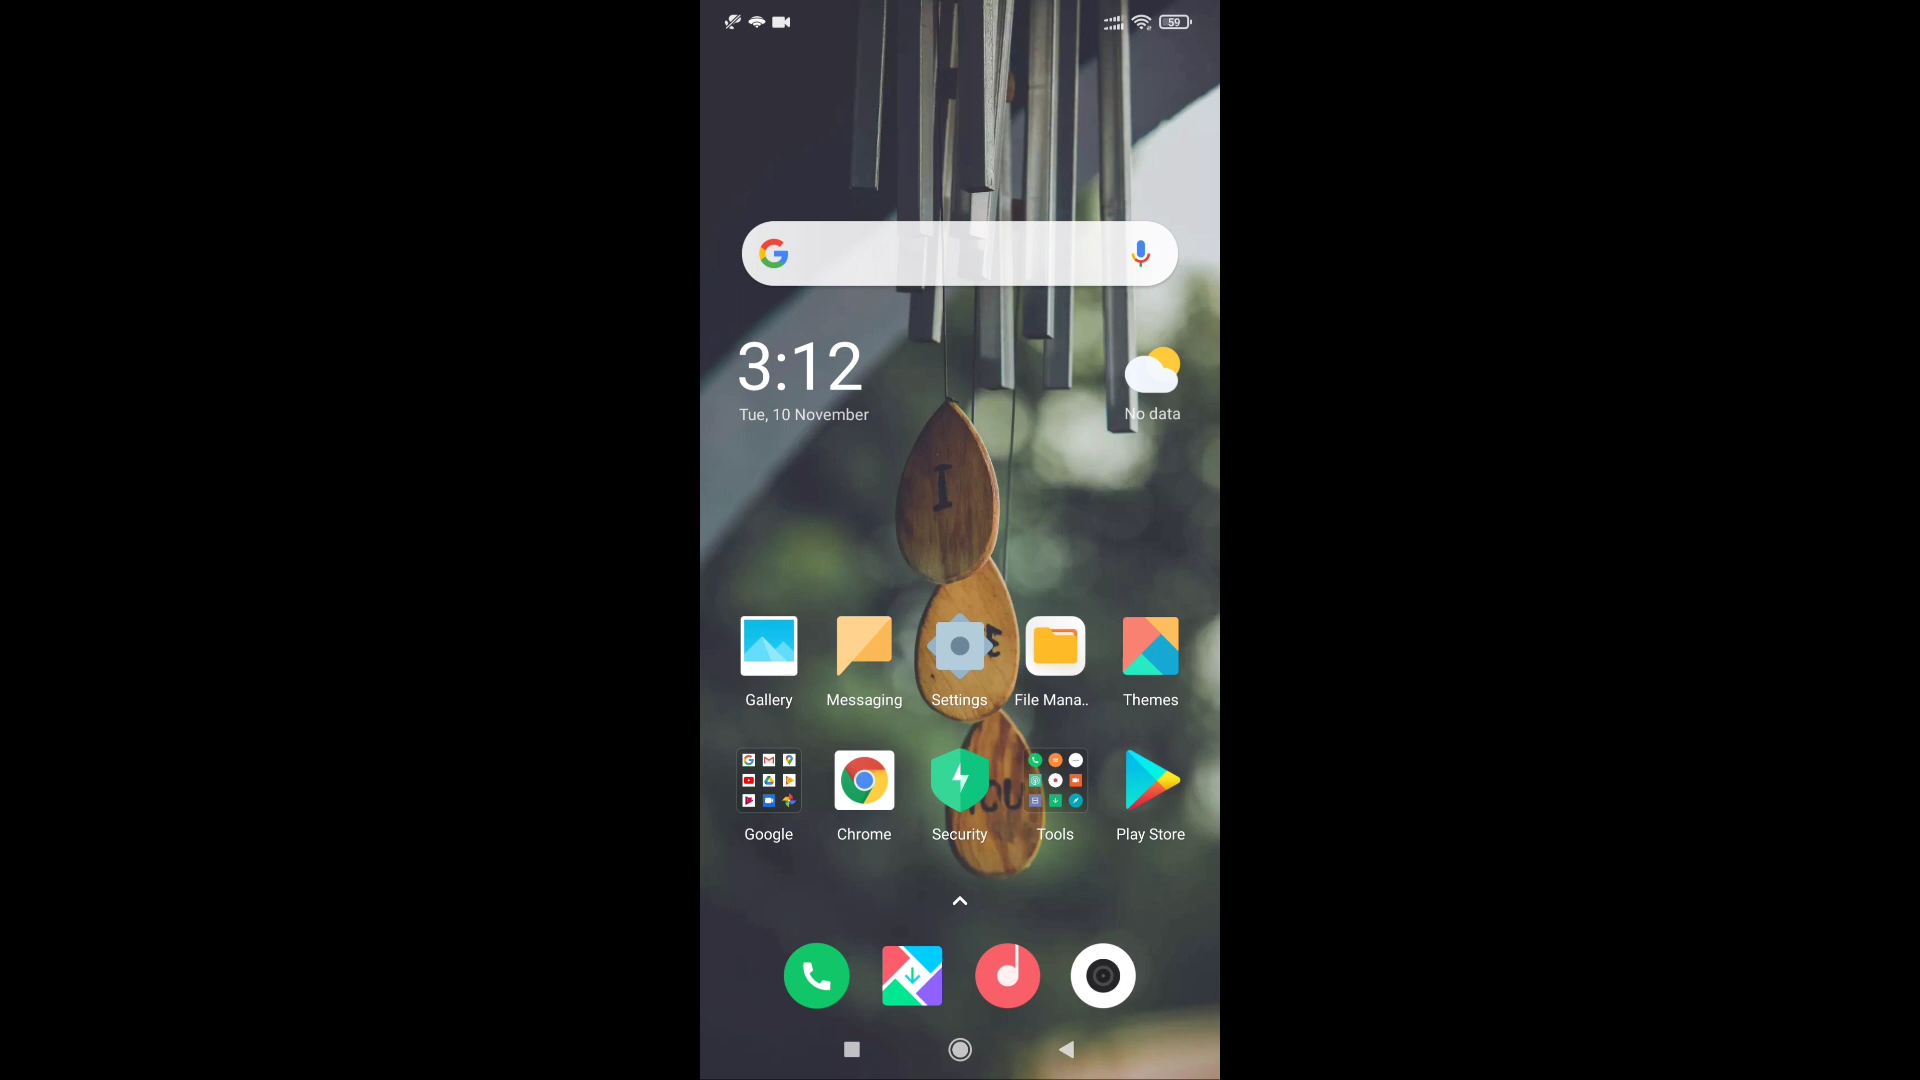 59
3:12
Tue, 10 November
No data
I
Gallery
Messaging
Settings
File Mana..
Themes
Google
Chrome
Security
Tools
Play Store